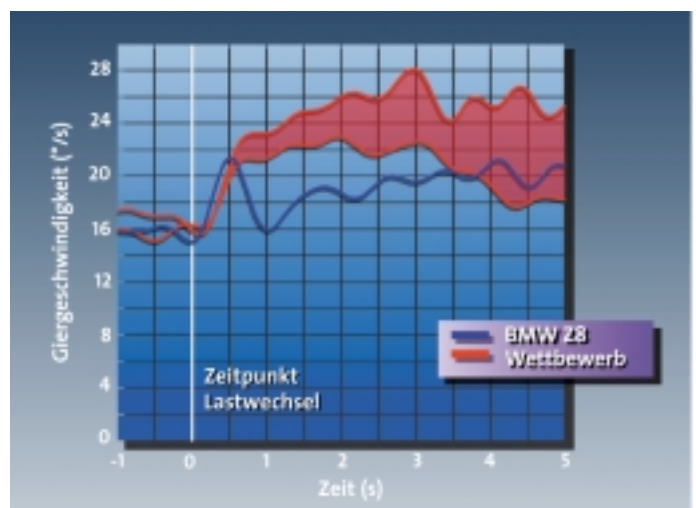 Giergeschwindigkeit (°/s)
28
24
20
16
12
8
4
0
Zeitpunkt
Lastwechsel
BMW Z8
Wettbewerb
-1
0
1
2
3
4
5
Zeit (s)